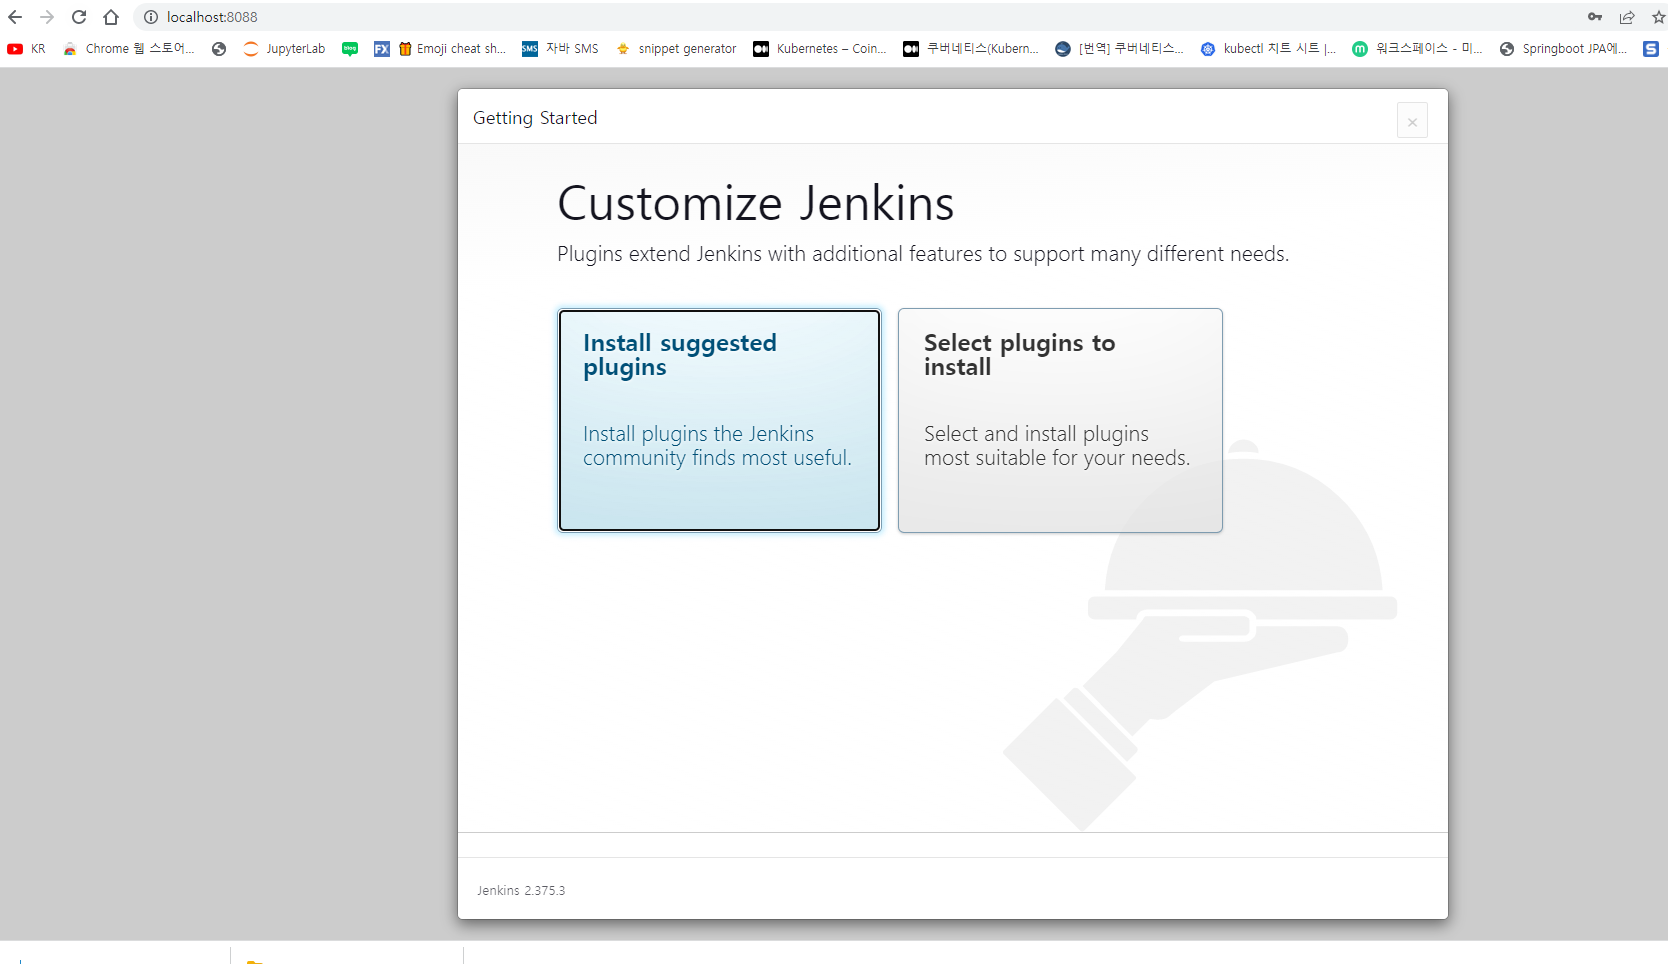 localhost:8088
KR Chrome 웹 스토어... JupyterLab blog FX Emoji cheat sh... SMS 자바 SMS snippet generator Kubernetes – Coin... 쿠버네티스(Kubern... [번역] 쿠버네티스... kubectl 치트 시트 |... m 워크스페이스 - 미... Springboot JPA에... S
Getting Started
×
Customize Jenkins
Plugins extend Jenkins with additional features to support many different needs.
Install suggested
plugins
Install plugins the Jenkins
community finds most useful.
Select plugins to
install
Select and install plugins
most suitable for your needs.
Jenkins 2.375.3